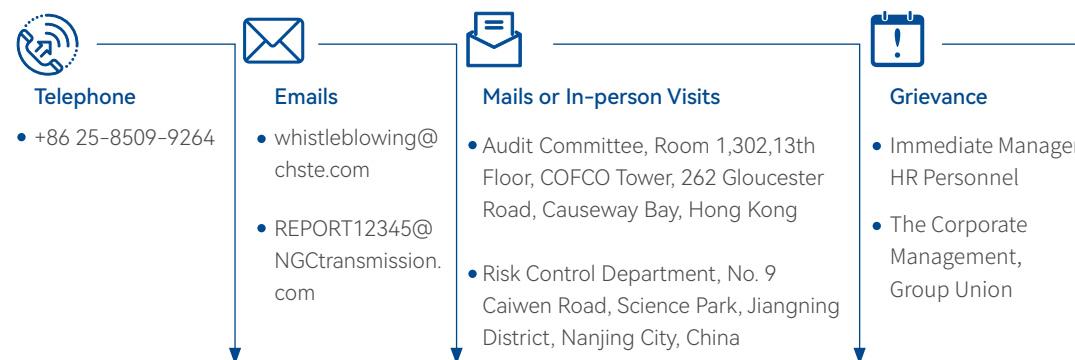 Telephone
+86 25-8509-9264
Emails
whistleblowing@
chste.com
REPORT12345@
NGCtransmission.
com
Mails or In-person Visits
Audit Committee, Room 1,302,13th
Floor, COFCO Tower, 262 Gloucester
Road, Causeway Bay, Hong Kong
Risk Control Department, No. 9
Caiwen Road, Science Park, Jiangning
District, Nanjing City, China
Grievance
Immediate Manager
HR Personnel
The Corporate
Management,
Group Union